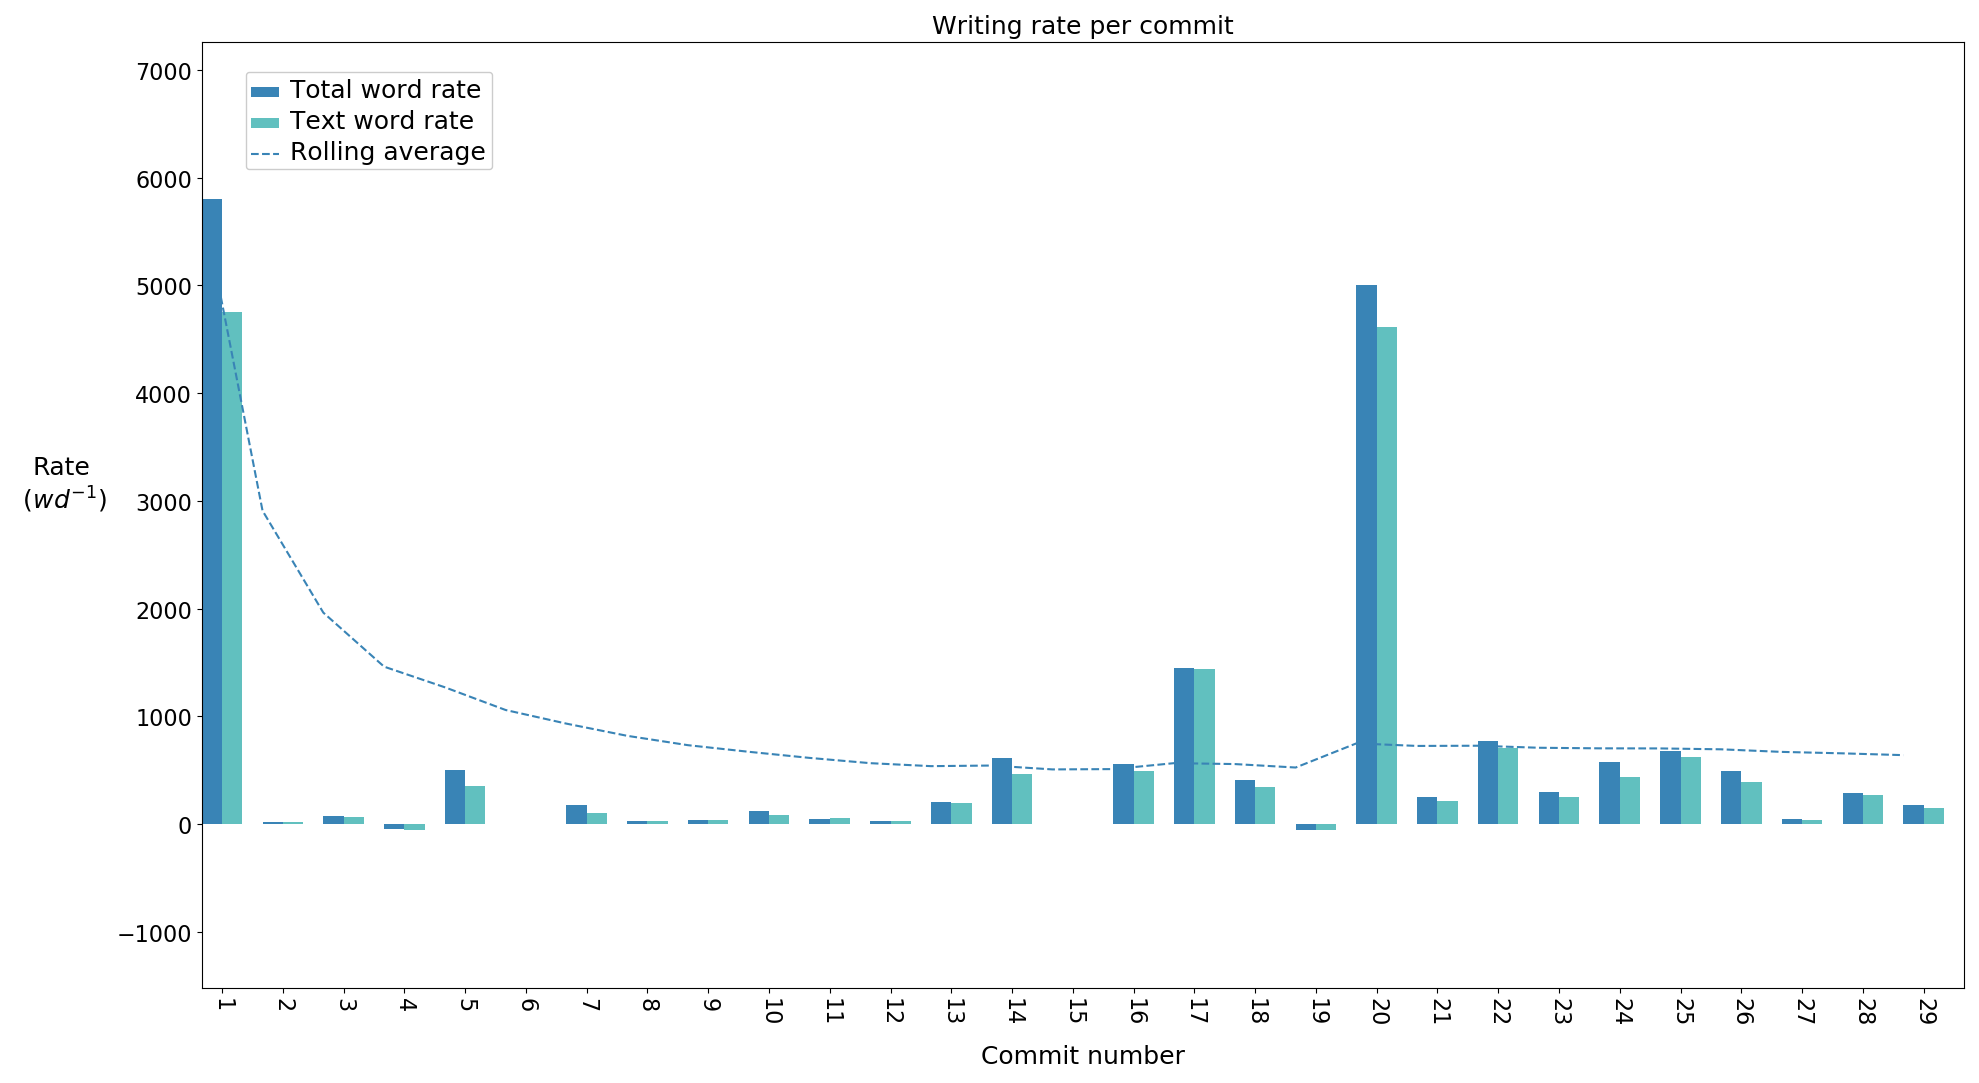 Writing rate per commit
7000
6000
5000
4000
3000
2000
1000
0
−1000
Total word rate
Text word rate
Rolling average
Rate
(wd⁻¹)
1 2 3 4 5 6 7 8 9 10 11 12 13 14 15 16 17 18 19 20 21 22 23 24 25 26 27 28 29
Commit number